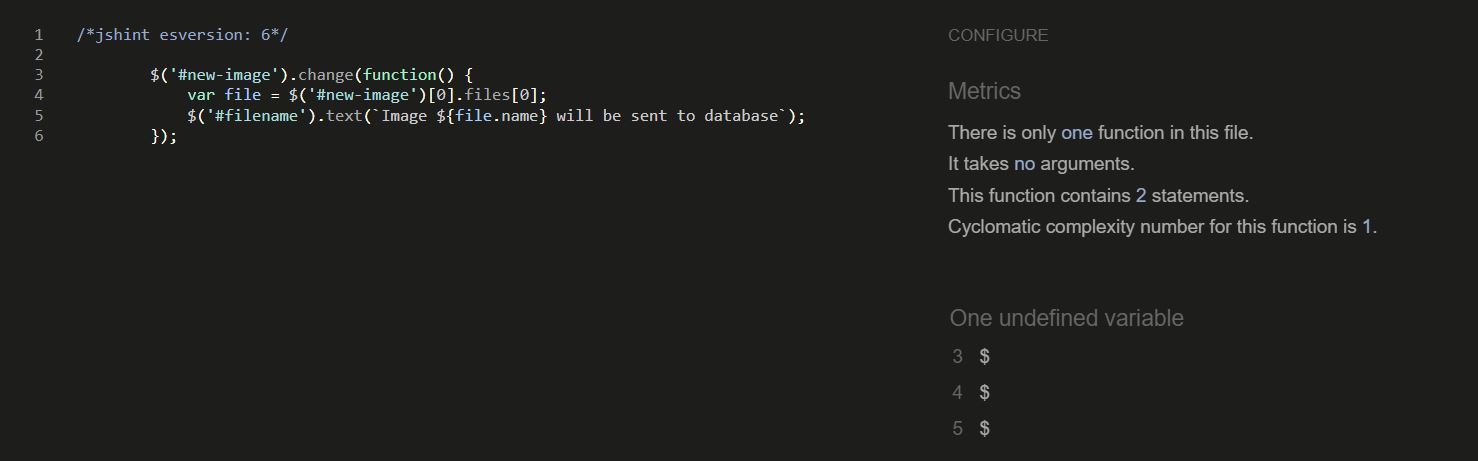 1 /*jshint esversion: 6*/
2
3 $('#new-image').change(function() {
4 var file = $('#new-image')[0].files[0];
5 $('#filename').text(`Image ${file.name} will be sent to database`);
6 });
CONFIGURE
Metrics
There is only one function in this file.
It takes no arguments.
This function contains 2 statements.
Cyclomatic complexity number for this function is 1.
One undefined variable
3 $
4 $
5 $